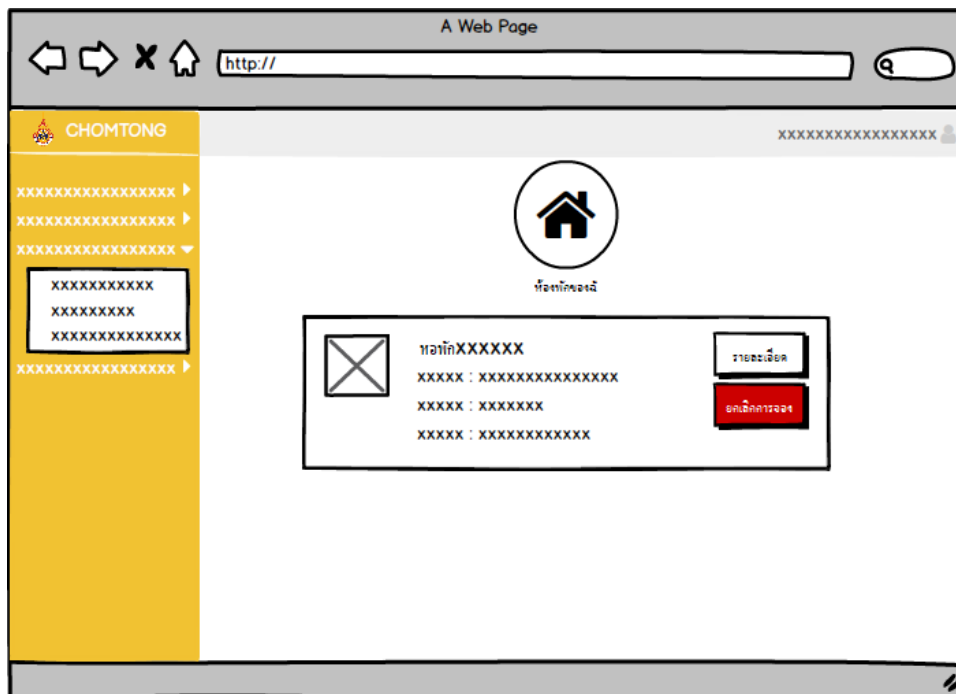 A Web Page
http://
CHOMTONG
xxxxxxxxxxxxxxxxx
xxxxxxxxxxxxxxxxx
xxxxxxxxxxxxxxxxx
xxxxxxxxxxxxxxxxx
xxxxxxxxxxx
xxxxxxxxx
xxxxxxxxxxxxxx
xxxxxxxxxxxxxxxxx
ห้องพักของฉั
หอพักXXXXXX
xxxxx : xxxxxxxxxxxxxxx
xxxxx : xxxxxxx
xxxxx : xxxxxxxxxxxx
รายละเอียด
ยกเลิกการจอง